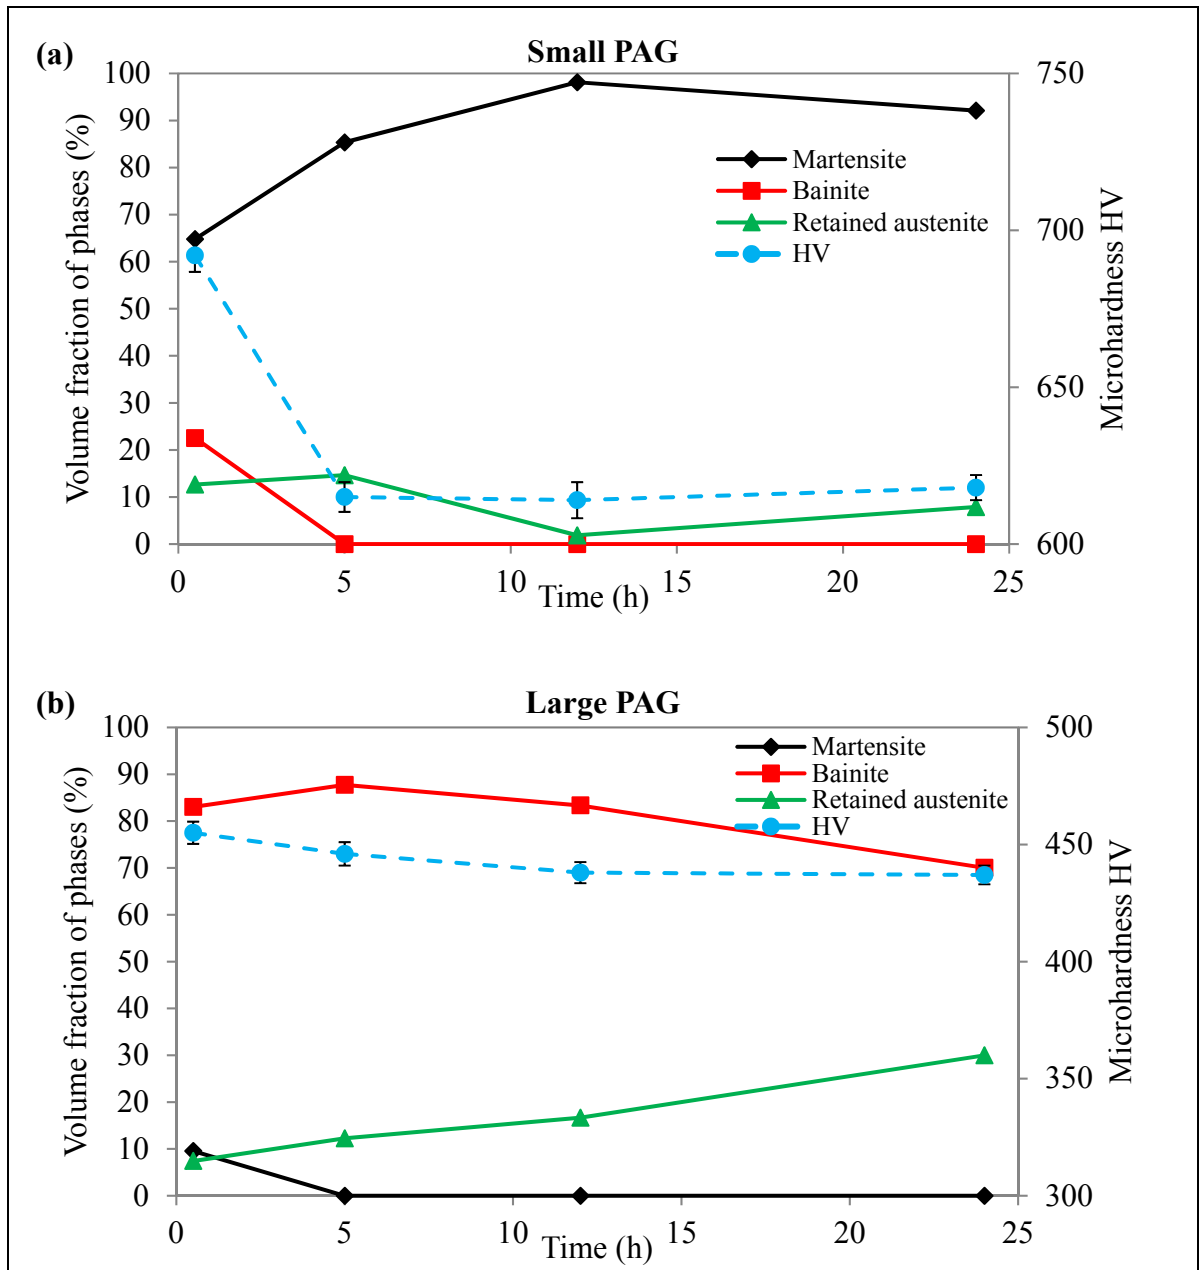 (a)
Small PAG
100
90
80
70
60
50
40
30
20
10
0
Volume fraction of phases (%)
750
700
650
600
Microhardness HV
Martensite
Bainite
Retained austenite
HV
0 5 10 15 20 25
Time (h)
(b)
Large PAG
100
90
80
70
60
50
40
30
20
10
0
Volume fraction of phases (%)
500
450
400
350
300
Microhardness HV
Martensite
Bainite
Retained austenite
HV
0 5 10 15 20 25
Time (h)